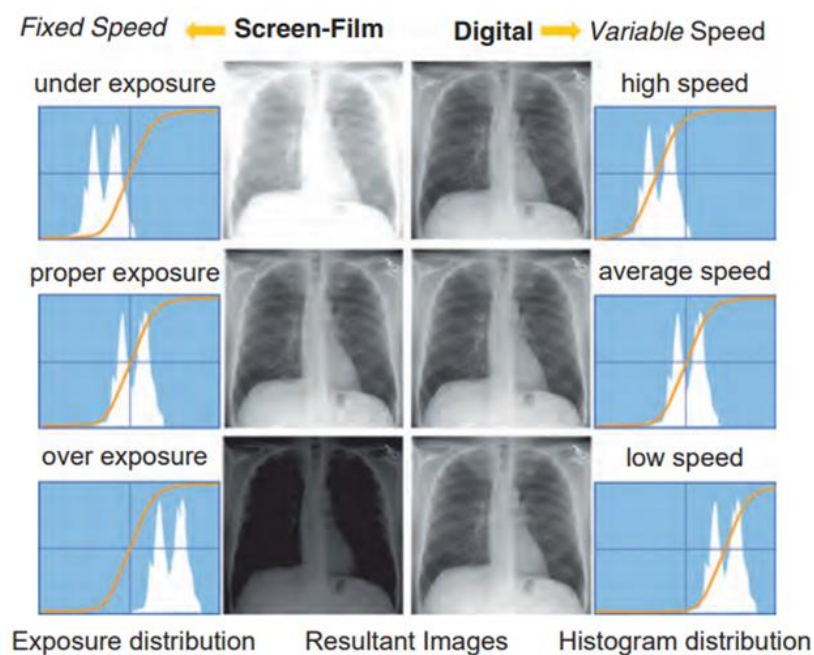 Fixed Speed Screen-Film Digital Variable Speed
under exposure high speed
proper exposure average speed
over exposure low speed
Exposure distribution Resultant Images Histogram distribution